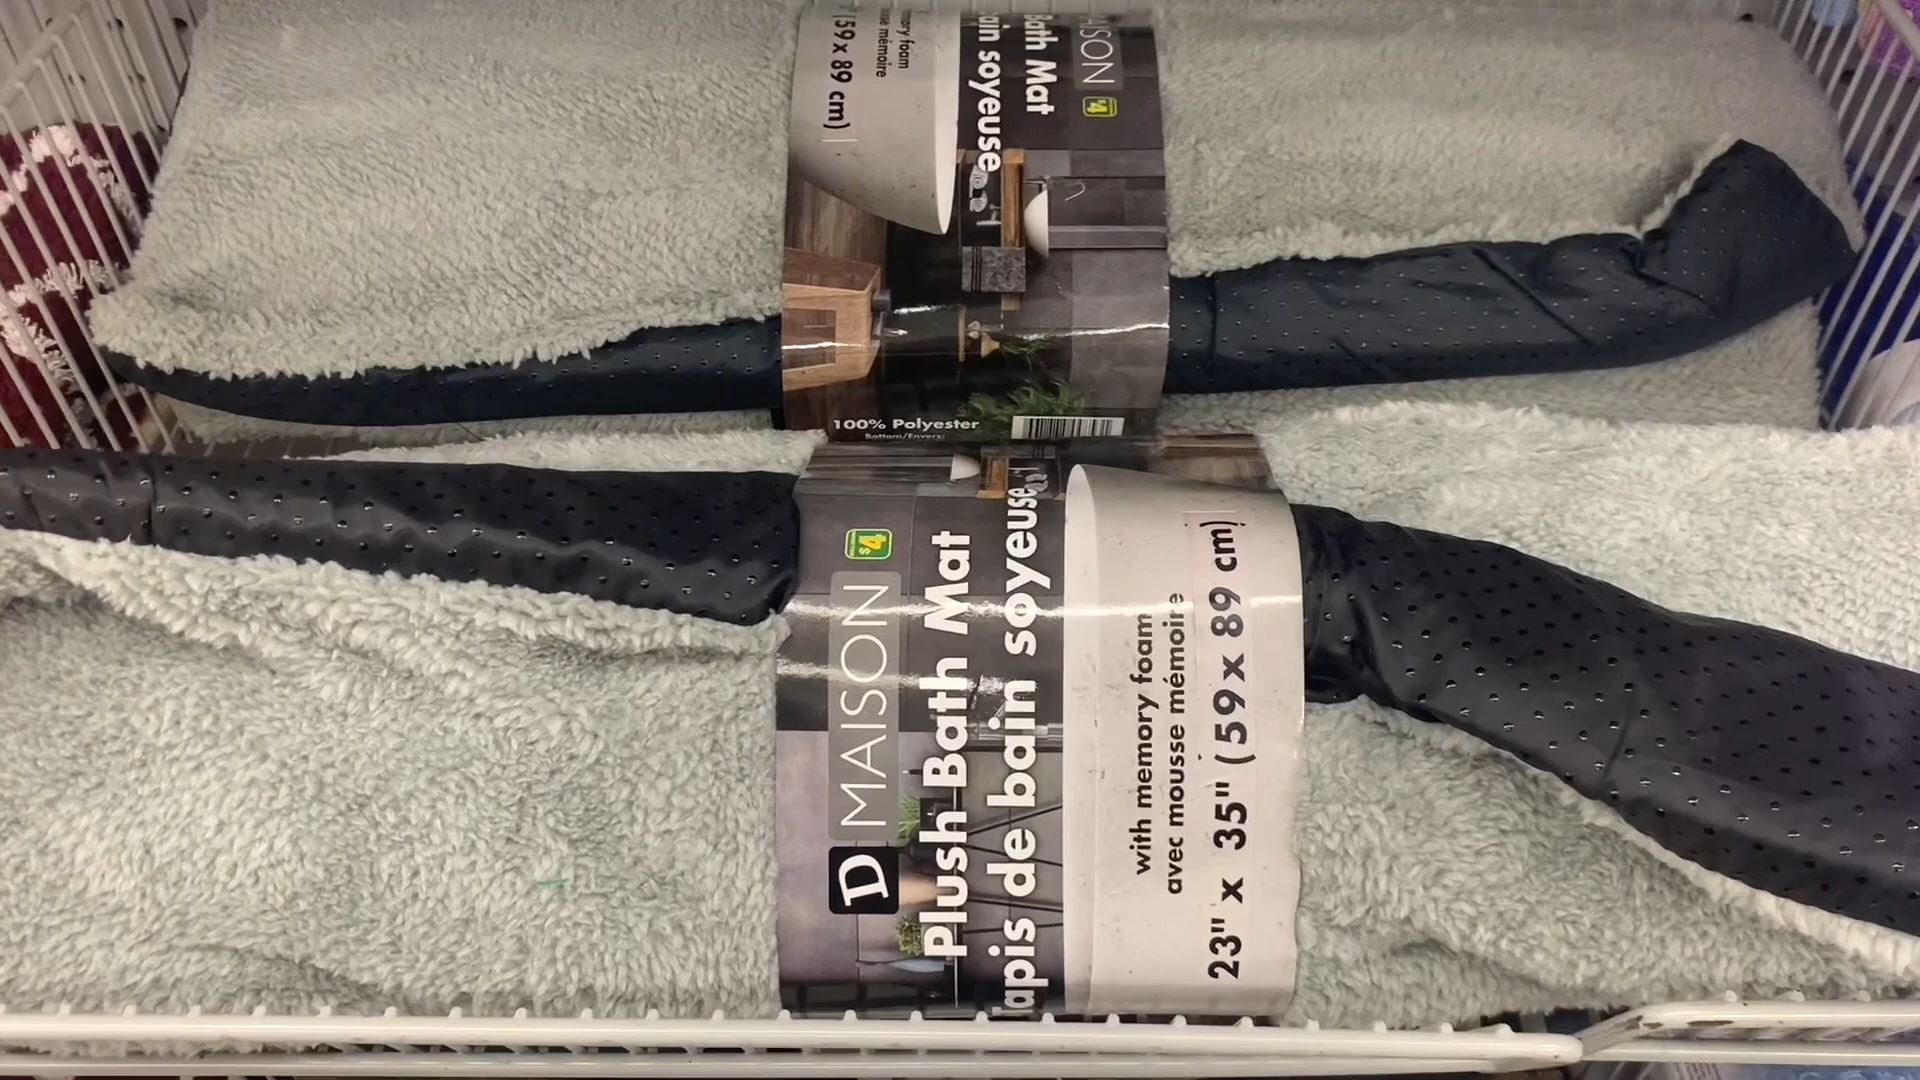 D MAISON $4
Plush Bath Mat
Tapis de bain soyeuse
with memory foam
avec mousse mémoire
23" x 35" (59 x 89 cm)
MAISON $4
Bath Mat
bain soyeuse
memory foam
mousse mémoire
(59 x 89 cm)
100% Polyester
Bottom/Envers: